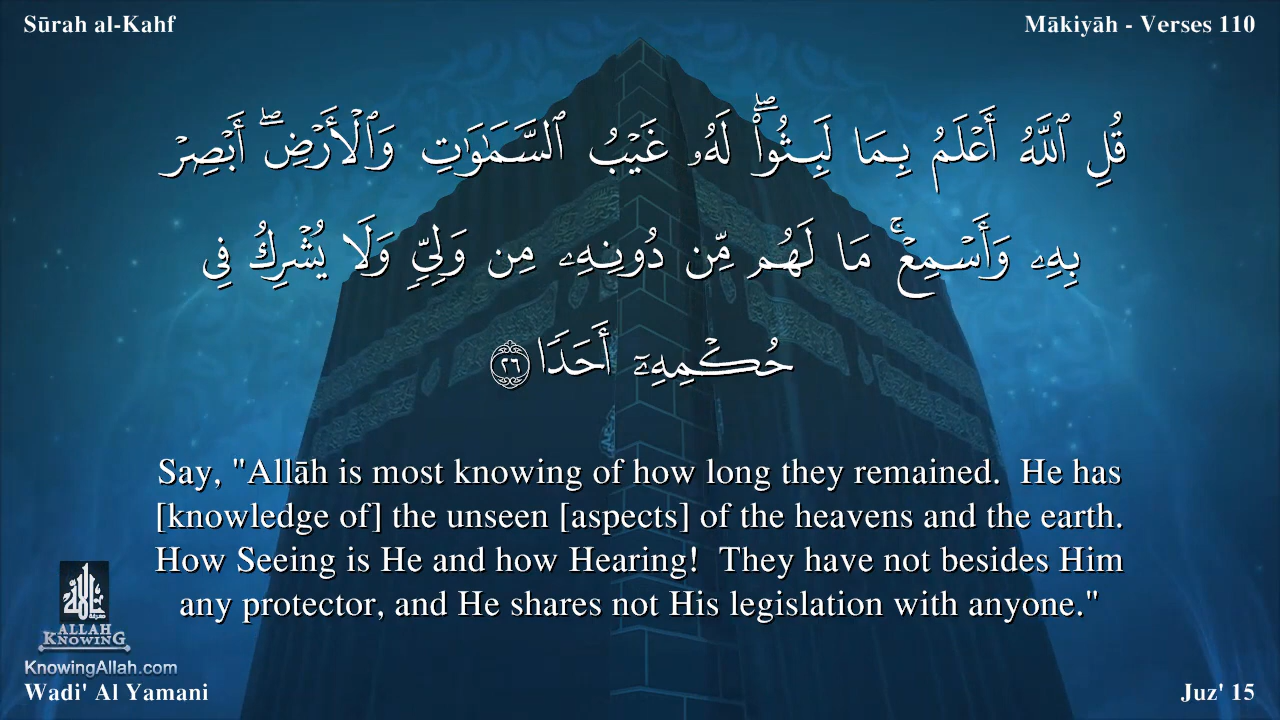 Sūrah al-Kahf
Mākiyāh - Verses 110
قُلِ ٱللَّهُ أَعْلَمُ بِمَا لَبِثُوا۟ ۖ لَهُۥ غَيْبُ ٱلسَّمَـٰوَٰتِ وَٱلْأَرْضِ ۖ أَبْصِرْ
بِهِۦ وَأَسْمِعْ ۚ مَا لَهُم مِّن دُونِهِۦ مِن وَلِىٍّ وَلَا يُشْرِكُ فِى
حُكْمِهِۦٓ أَحَدًا ٢٦
Say, "Allāh is most knowing of how long they remained.  He has
[knowledge of] the unseen [aspects] of the heavens and the earth.
How Seeing is He and how Hearing!  They have not besides Him
any protector, and He shares not His legislation with anyone."
ALLAH
KNOWING
KnowingAllah.com
Wadi' Al Yamani
Juz' 15